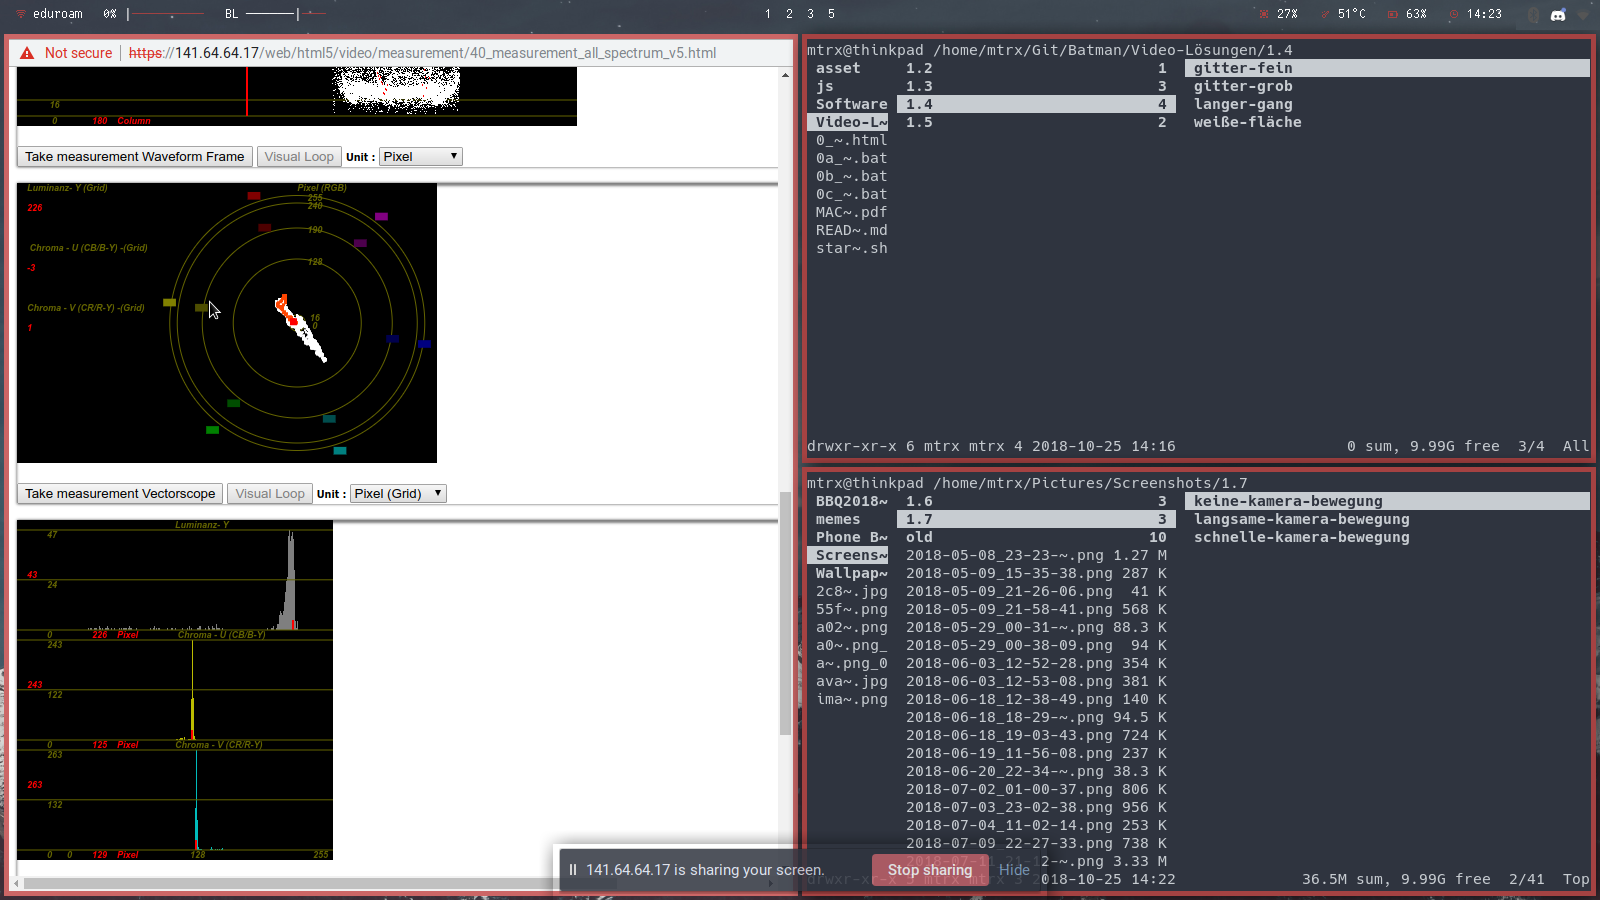 eduroam 0% BL 1 2 3 5 27% 51°C 63% 14:23
Not secure https://141.64.64.17/web/html5/video/measurement/40_measurement_all_spectrum_v5.html
16
0 180 Column
Take measurement Waveform Frame Visual Loop Unit : Pixel
Luminanz- Y (Grid) Pixel (RGB)
255
226 240
190
Chroma - U (CB/B-Y) -(Grid)
-3 128
Chroma - V (CR/R-Y) -(Grid)
16
1 0
Take measurement Vectorscope Visual Loop Unit : Pixel (Grid)
Luminanz- Y
47
43
24
0 226 Pixel Chroma - U (CB/B-Y)
243
243
122
0 125 Pixel Chroma - V (CR/R-Y)
263
263
132
0 0 129 Pixel 128 255
141.64.64.17 is sharing your screen. Stop sharing Hide
mtrx@thinkpad /home/mtrx/Git/Batman/Video-Lösungen/1.4
asset 1.2 1 gitter-fein
js 1.3 3 gitter-grob
Software 1.4 4 langer-gang
Video-L~ 1.5 2 weiße-fläche
0_~.html
0a_~.bat
0b_~.bat
0c_~.bat
MAC~.pdf
READ~.md
star~.sh
drwxr-xr-x 6 mtrx mtrx 4 2018-10-25 14:16 0 sum, 9.99G free 3/4 All
mtrx@thinkpad /home/mtrx/Pictures/Screenshots/1.7
BBQ2018~ 1.6 3 keine-kamera-bewegung
memes 1.7 3 langsame-kamera-bewegung
Phone B~ old 10 schnelle-kamera-bewegung
Screens~ 2018-05-08_23-23-~.png 1.27 M
Wallpap~ 2018-05-09_15-35-38.png 287 K
2c8~.jpg 2018-05-09_21-26-06.png 41 K
55f~.png 2018-05-09_21-58-41.png 568 K
a02~.png 2018-05-29_00-31-~.png 88.3 K
a0~.png_ 2018-05-29_00-38-09.png 94 K
a~.png_0 2018-06-03_12-52-28.png 354 K
ava~.jpg 2018-06-03_12-53-08.png 381 K
ima~.png 2018-06-18_12-38-49.png 140 K
2018-06-18_18-29-~.png 94.5 K
2018-06-18_19-03-43.png 724 K
2018-06-19_11-56-08.png 237 K
2018-06-20_22-34-~.png 38.3 K
2018-07-02_01-00-37.png 806 K
2018-07-03_23-02-38.png 956 K
2018-07-04_11-02-14.png 253 K
2018-07-09_22-27-33.png 738 K
2018-07-11_21-12-~.png 3.33 M
drwxr-xr-x 5 mtrx mtrx 3 2018-10-25 14:22 36.5M sum, 9.99G free 2/41 Top